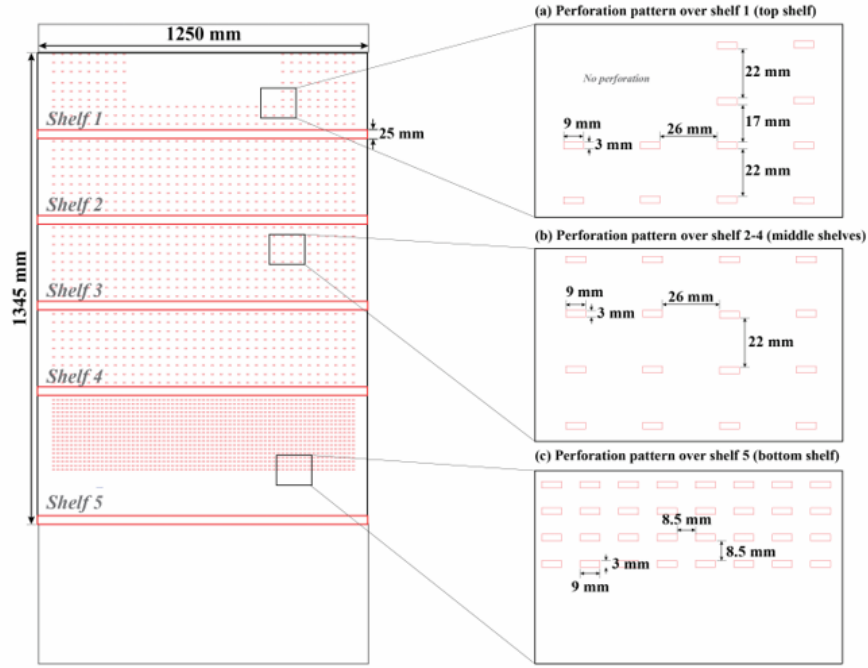 1250 mm
1345 mm
Shelf 1
25 mm
Shelf 2
Shelf 3
Shelf 4
Shelf 5
(a) Perforation pattern over shelf 1 (top shelf)
No perforation
22 mm
17 mm
9 mm
26 mm
3 mm
22 mm
(b) Perforation pattern over shelf 2-4 (middle shelves)
9 mm
26 mm
3 mm
22 mm
(c) Perforation pattern over shelf 5 (bottom shelf)
8.5 mm
8.5 mm
3 mm
9 mm